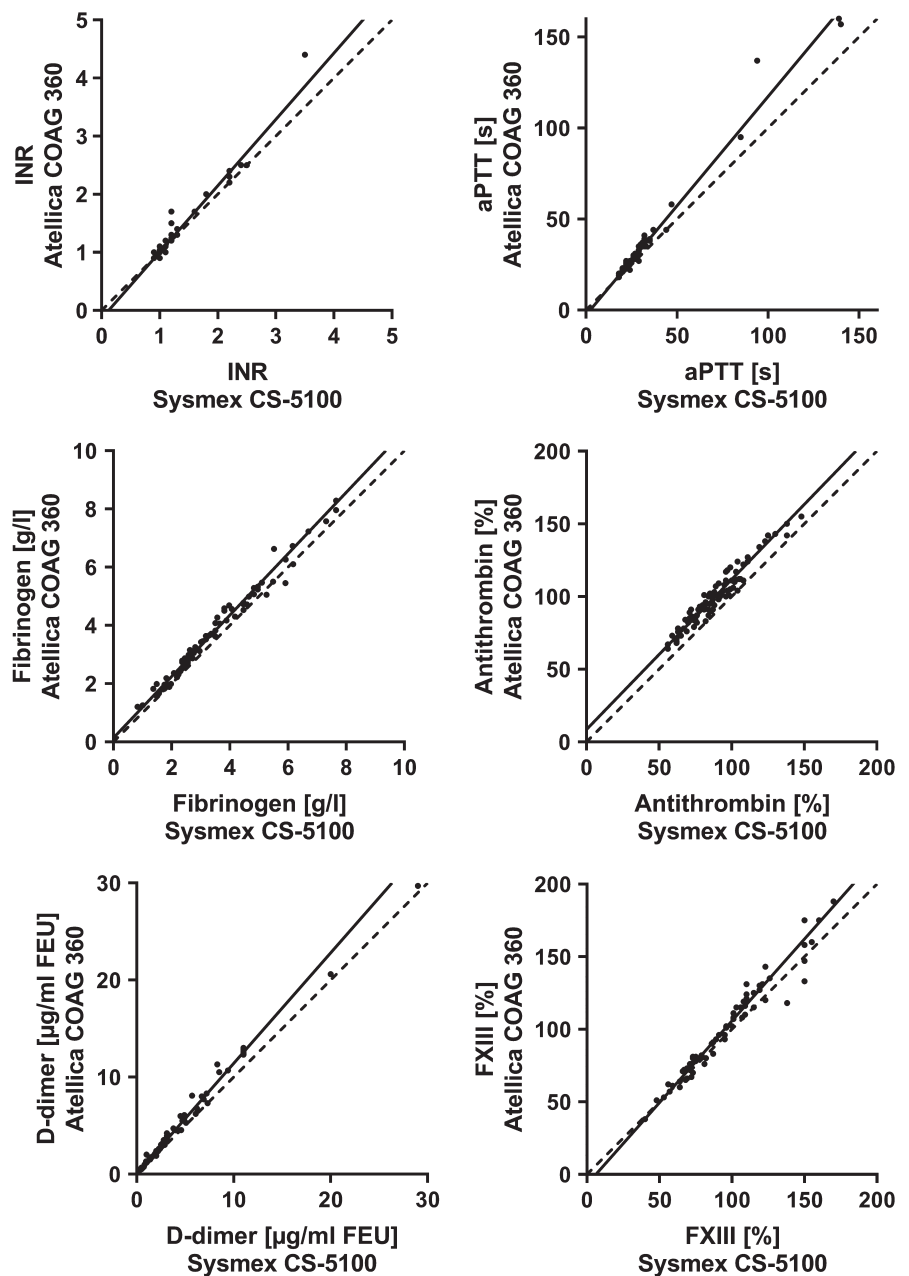 INR
Atellica COAG 360
5
4
3
2
1
0
0 1 2 3 4 5
INR
Sysmex CS-5100
aPTT [s]
Atellica COAG 360
150
100
50
0
0 50 100 150
aPTT [s]
Sysmex CS-5100
Fibrinogen [g/l]
Atellica COAG 360
10
8
6
4
2
0
0 2 4 6 8 10
Fibrinogen [g/l]
Sysmex CS-5100
Antithrombin [%]
Atellica COAG 360
200
150
100
50
0
0 50 100 150 200
Antithrombin [%]
Sysmex CS-5100
D-dimer [µg/ml FEU]
Atellica COAG 360
30
20
10
0
0 10 20 30
D-dimer [µg/ml FEU]
Sysmex CS-5100
FXIII [%]
Atellica COAG 360
200
150
100
50
0
0 50 100 150 200
FXIII [%]
Sysmex CS-5100